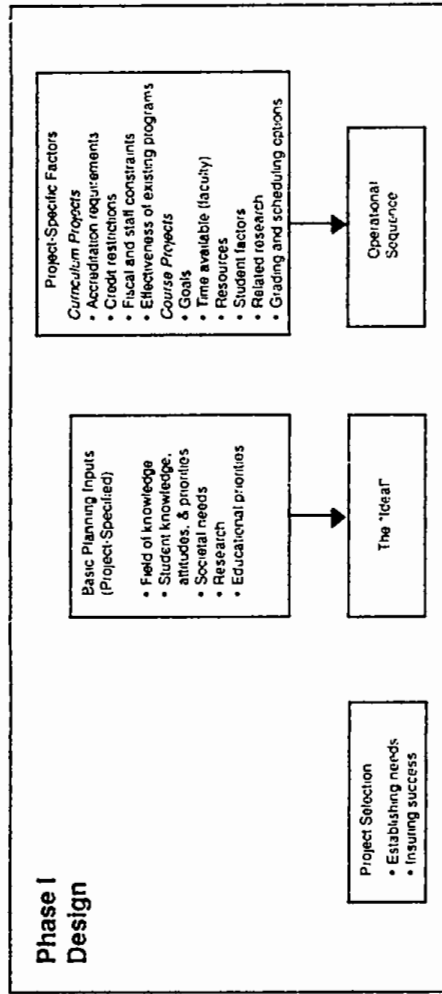 Phase I
Design
Project Selection
• Establishing needs
• Insuring success
Basic Planning Inputs
(Project-Specified)
• Field of knowledge
• Student knowledge,
attitudes, & priorities
• Societal needs
• Research
• Educational priorities
The "Ideal"
Project-Specific Factors
Curriculum Projects
• Accreditation requirements
• Credit restrictions
• Fiscal and staff constraints
• Effectiveness of existing programs
Course Projects
• Goals
• Time available (faculty)
• Resources
• Student factors
• Related research
• Grading and scheduling options
Operational
Sequence